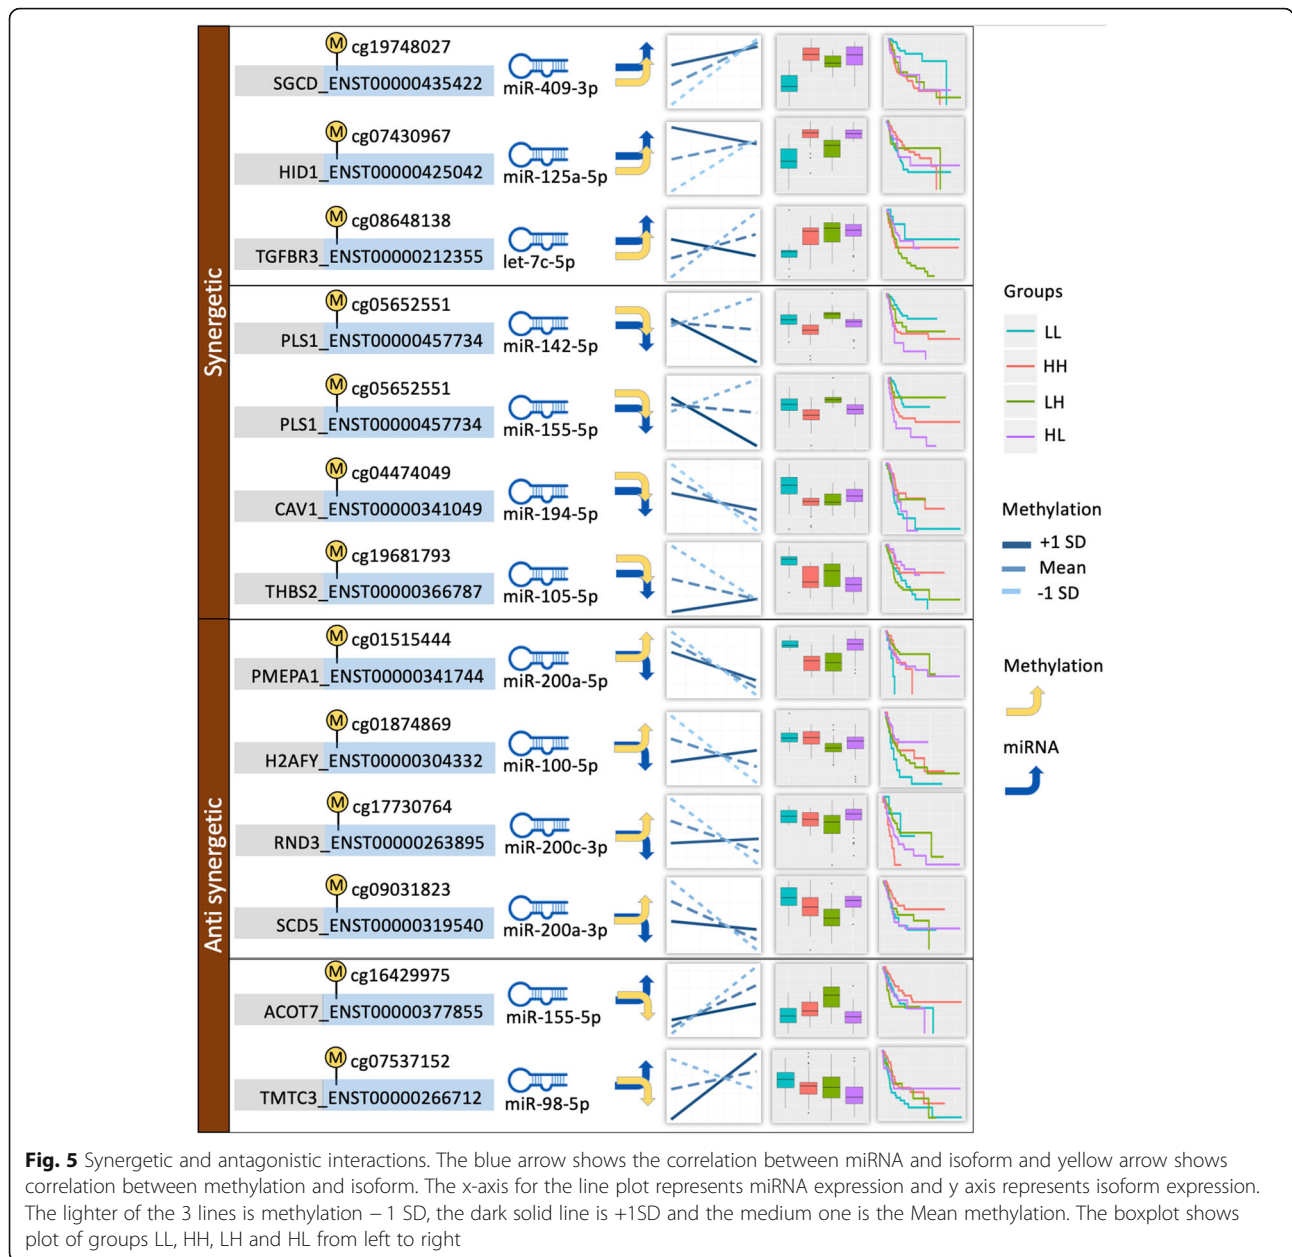 Synergetic
M cg19748027
SGCD_ENST00000435422 miR-409-3p
M cg07430967
HID1_ENST00000425042 miR-125a-5p
M cg08648138
TGFBR3_ENST00000212355 let-7c-5p
M cg05652551
PLS1_ENST00000457734 miR-142-5p
M cg05652551
PLS1_ENST00000457734 miR-155-5p
M cg04474049
CAV1_ENST00000341049 miR-194-5p
M cg19681793
THBS2_ENST00000366787 miR-105-5p
Anti synergetic
M cg01515444
PMEPA1_ENST00000341744 miR-200a-5p
M cg01874869
H2AFY_ENST00000304332 miR-100-5p
M cg17730764
RND3_ENST00000263895 miR-200c-3p
M cg09031823
SCD5_ENST00000319540 miR-200a-3p
M cg16429975
ACOT7_ENST00000377855 miR-155-5p
M cg07537152
TMTC3_ENST00000266712 miR-98-5p
Groups
LL
HH
LH
HL
Methylation
+1 SD
Mean
-1 SD
Methylation
miRNA
Fig. 5 Synergetic and antagonistic interactions. The blue arrow shows the correlation between miRNA and isoform and yellow arrow shows
correlation between methylation and isoform. The x-axis for the line plot represents miRNA expression and y axis represents isoform expression.
The lighter of the 3 lines is methylation − 1 SD, the dark solid line is +1SD and the medium one is the Mean methylation. The boxplot shows
plot of groups LL, HH, LH and HL from left to right